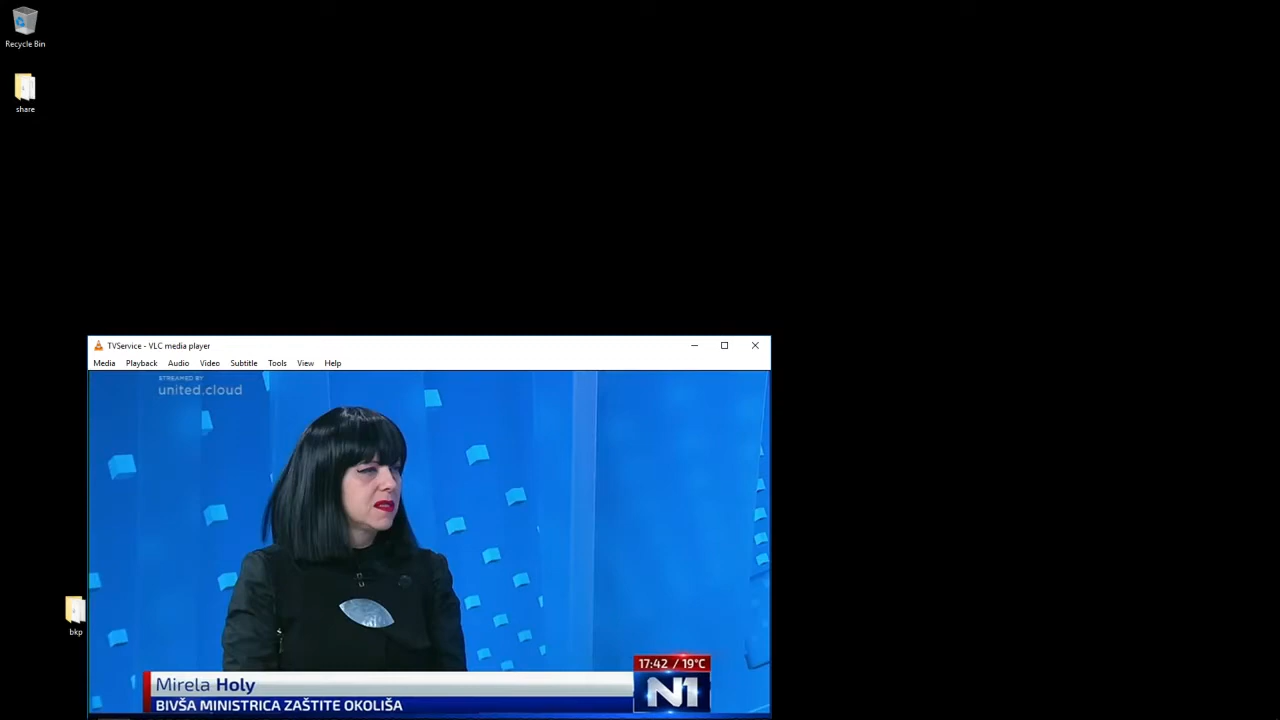 Recycle Bin
share
TVService - VLC media player
Media Playback Audio Video Subtitle Tools View Help
STREAMED BY
united.cloud
bkp
17:42 / 19°C
Mirela Holy
N1
BIVŠA MINISTRICA ZAŠTITE OKOLIŠA